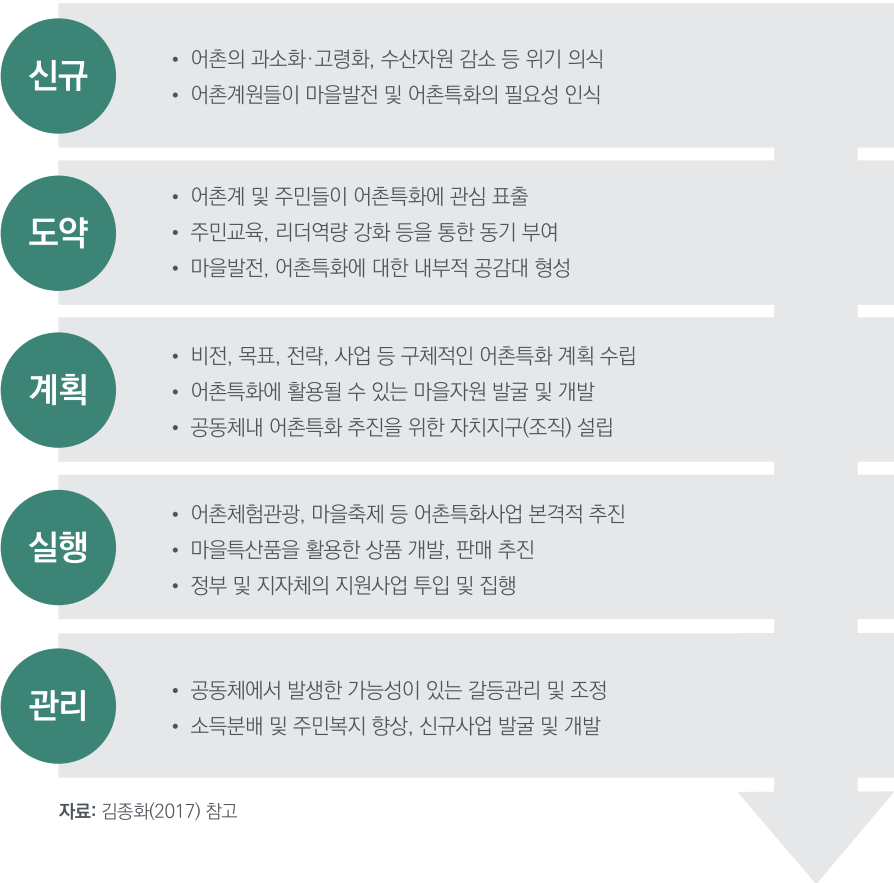 신규
• 어촌의 과소화·고령화, 수산자원 감소 등 위기 의식
• 어촌계원들이 마을발전 및 어촌특화의 필요성 인식
도약
• 어촌계 및 주민들이 어촌특화에 관심 표출
• 주민교육, 리더역량 강화 등을 통한 동기 부여
• 마을발전, 어촌특화에 대한 내부적 공감대 형성
계획
• 비전, 목표, 전략, 사업 등 구체적인 어촌특화 계획 수립
• 어촌특화에 활용될 수 있는 마을자원 발굴 및 개발
• 공동체내 어촌특화 추진을 위한 자치지구(조직) 설립
실행
• 어촌체험관광, 마을축제 등 어촌특화사업 본격적 추진
• 마을특산품을 활용한 상품 개발, 판매 추진
• 정부 및 지자체의 지원사업 투입 및 집행
관리
• 공동체에서 발생한 가능성이 있는 갈등관리 및 조정
• 소득분배 및 주민복지 향상, 신규사업 발굴 및 개발
자료: 김종화(2017) 참고